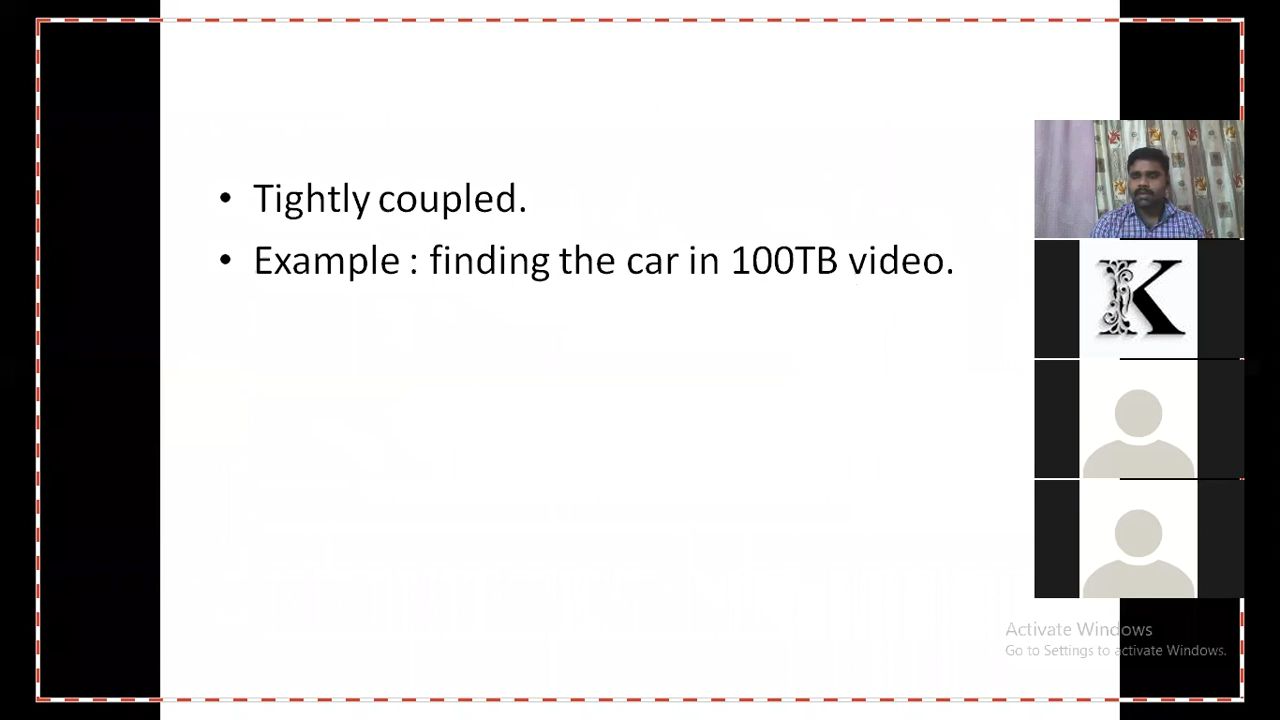 • Tightly coupled.
• Example : finding the car in 100TB video.
K
Activate Windows
Go to Settings to activate Windows.